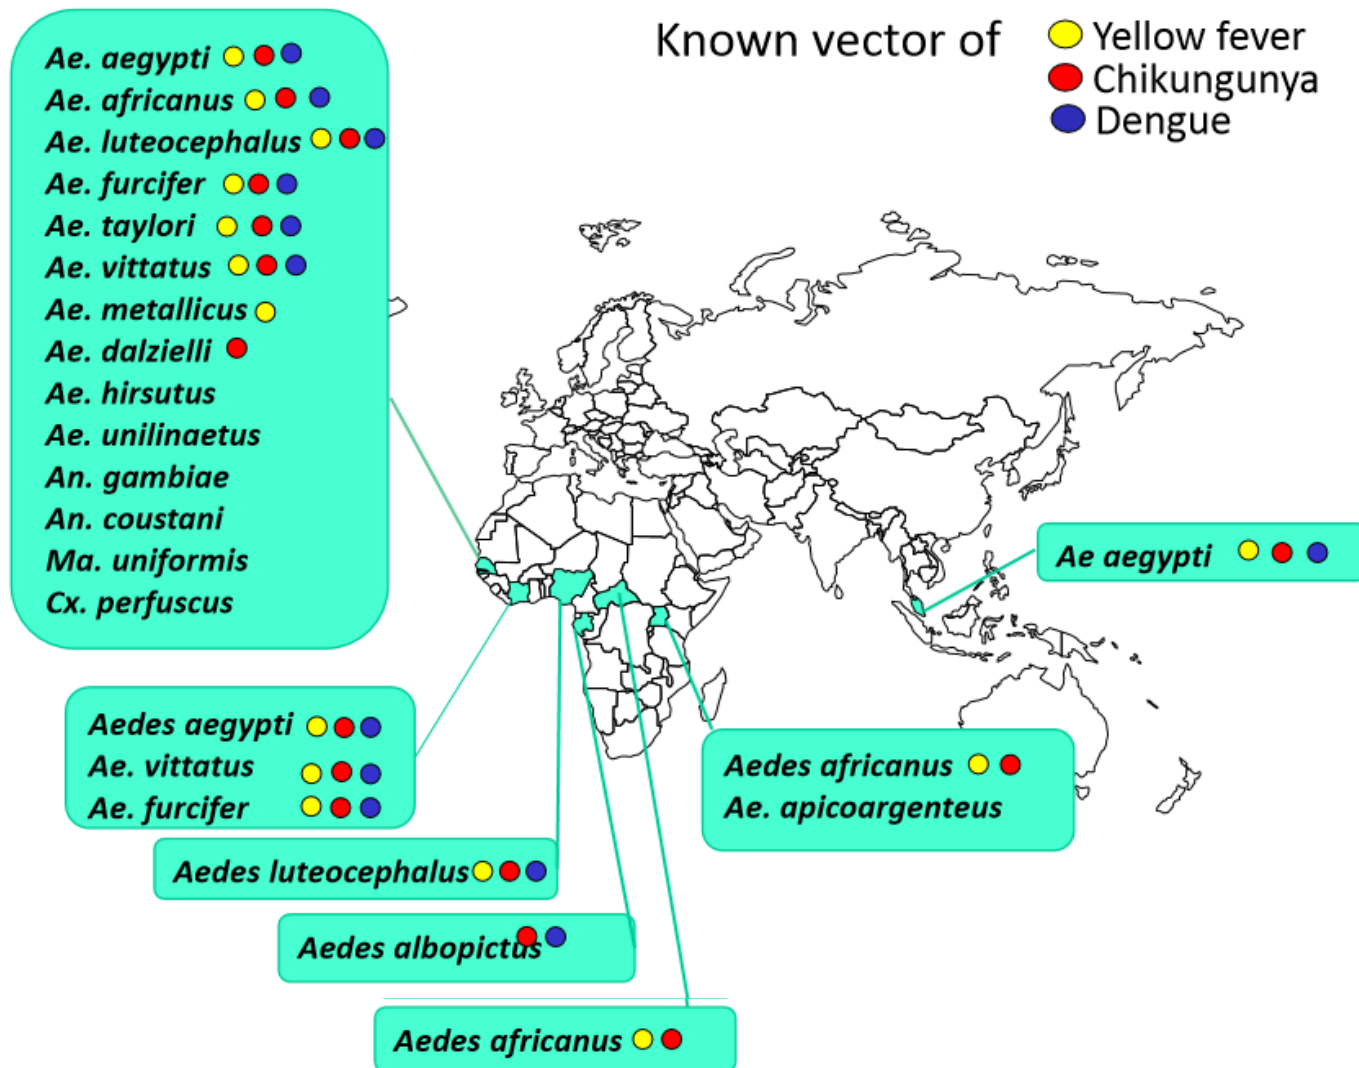 Known vector of
Yellow fever
Chikungunya
Dengue
Ae. aegypti
Ae. africanus
Ae. luteocephalus
Ae. furcifer
Ae. taylori
Ae. vittatus
Ae. metallicus
Ae. dalzielli
Ae. hirsutus
Ae. unilinaetus
An. gambiae
An. coustani
Ma. uniformis
Cx. perfuscus
Ae aegypti
Aedes aegypti
Ae. vittatus
Ae. furcifer
Aedes africanus
Ae. apicoargenteus
Aedes luteocephalus
Aedes albopictus
Aedes africanus